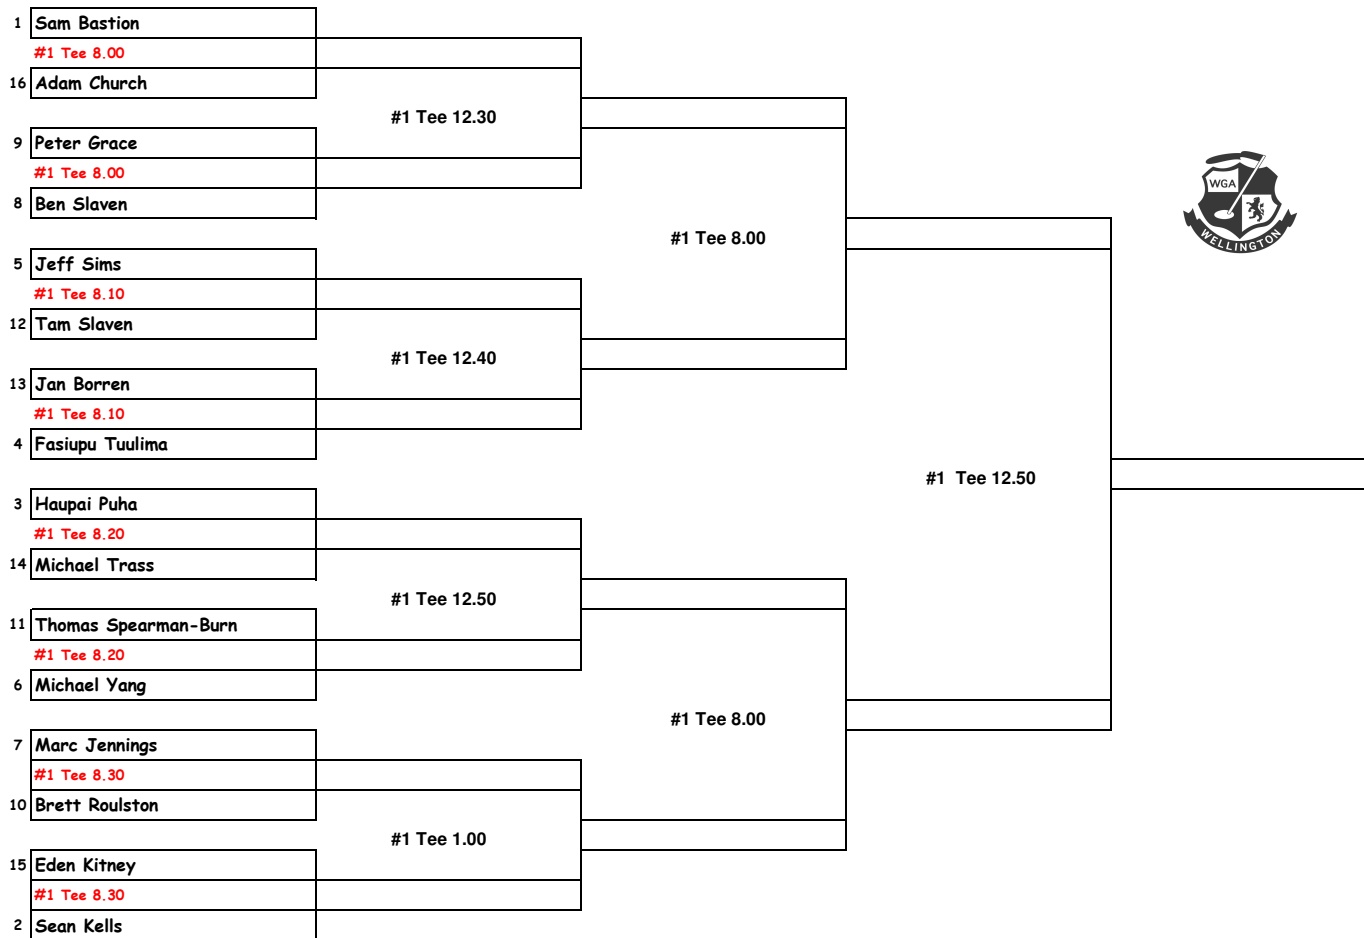 1 Sam Bastion
#1 Tee 8.00
16 Adam Church
#1 Tee 12.30
9 Peter Grace
#1 Tee 8.00
8 Ben Slaven
#1 Tee 8.00
5 Jeff Sims
#1 Tee 8.10
12 Tam Slaven
#1 Tee 12.40
13 Jan Borren
#1 Tee 8.10
4 Fasiupu Tuulima
#1 Tee 12.50
3 Haupai Puha
#1 Tee 8.20
14 Michael Trass
#1 Tee 12.50
11 Thomas Spearman-Burn
#1 Tee 8.20
6 Michael Yang
#1 Tee 8.00
7 Marc Jennings
#1 Tee 8.30
10 Brett Roulston
#1 Tee 1.00
15 Eden Kitney
#1 Tee 8.30
2 Sean Kells
WGA
WELLINGTON